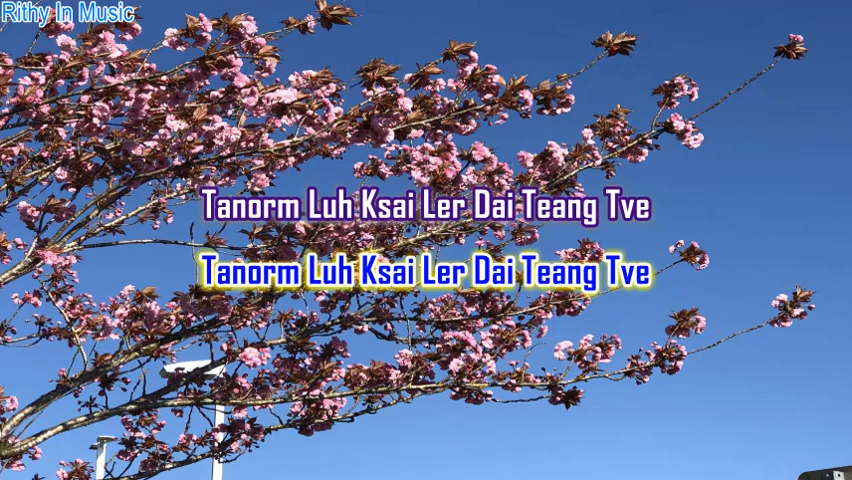 Rithy In Music
Tanorm Luh Ksai Ler Dai Teang Tve
Tanorm Luh Ksai Ler Dai Teang Tve